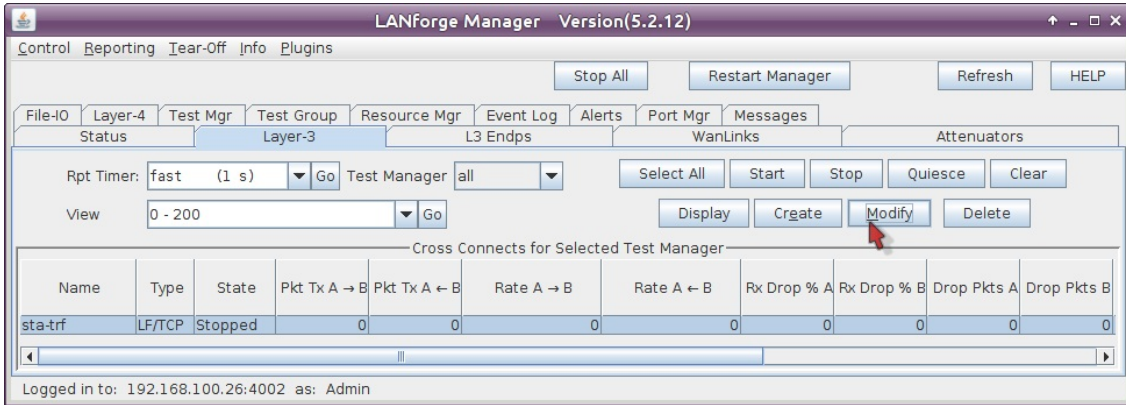 LANforge Manager Version(5.2.12)
Control Reporting Tear-Off Info Plugins
Stop All Restart Manager Refresh HELP
File-IO Layer-4 Test Mgr Test Group Resource Mgr Event Log Alerts Port Mgr Messages
Status Layer-3 L3 Endps WanLinks Attenuators
Rpt Timer: fast (1 s) Go Test Manager all Select All Start Stop Quiesce Clear
View 0 - 200 Go Display Create Modify Delete
Cross Connects for Selected Test Manager
Name Type State Pkt Tx A → B Pkt Tx A ← B Rate A → B Rate A ← B Rx Drop % A Rx Drop % B Drop Pkts A Drop Pkts B
sta-trf LF/TCP Stopped 0 0 0 0 0 0 0 0
Logged in to: 192.168.100.26:4002 as: Admin